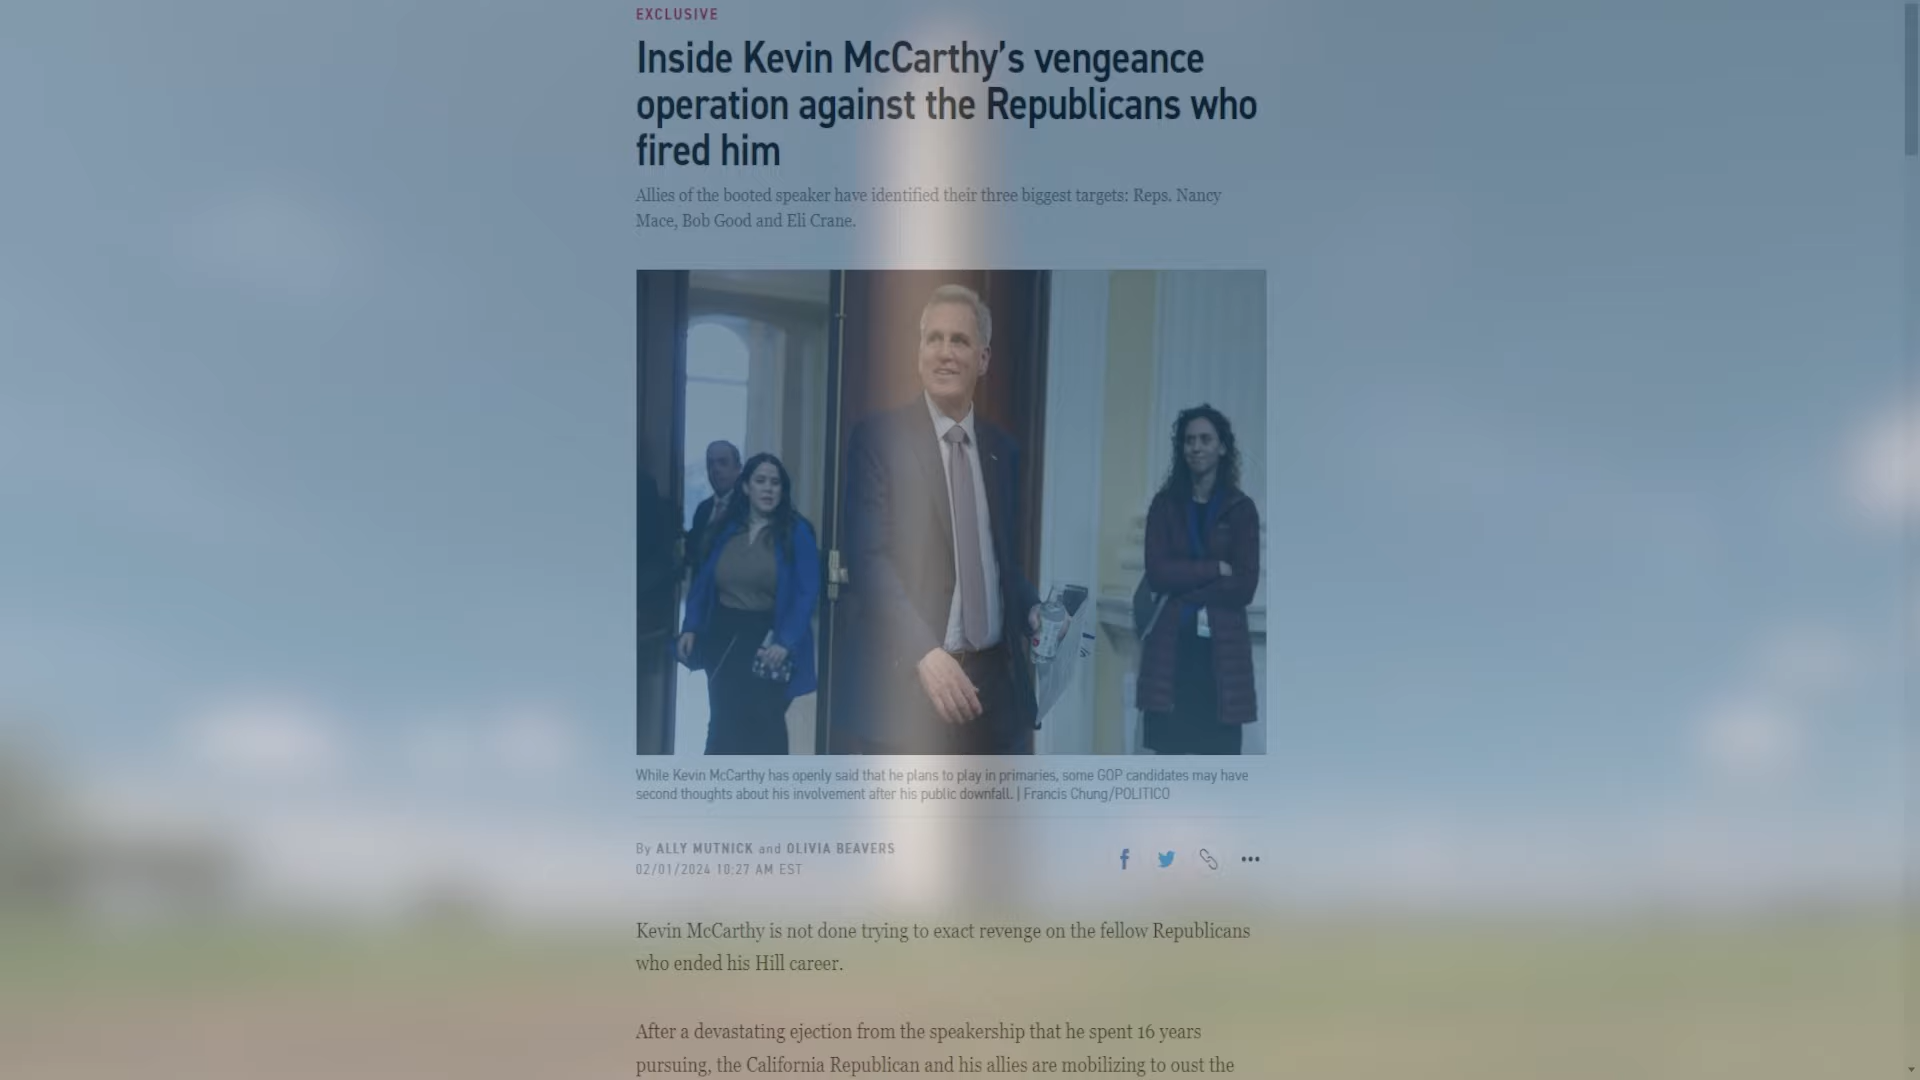 EXCLUSIVE
Inside Kevin McCarthy’s vengeance
operation against the Republicans who
fired him
Allies of the booted speaker have identified their three biggest targets: Reps. Nancy
Mace, Bob Good and Eli Crane.
While Kevin McCarthy has openly said that he plans to play in primaries, some GOP candidates may have
second thoughts about his involvement after his public downfall. | Francis Chung/POLITICO
By ALLY MUTNICK and OLIVIA BEAVERS
02/01/2024 10:27 AM EST
Kevin McCarthy is not done trying to exact revenge on the fellow Republicans
who ended his Hill career.
After a devastating ejection from the speakership that he spent 16 years
pursuing, the California Republican and his allies are mobilizing to oust the